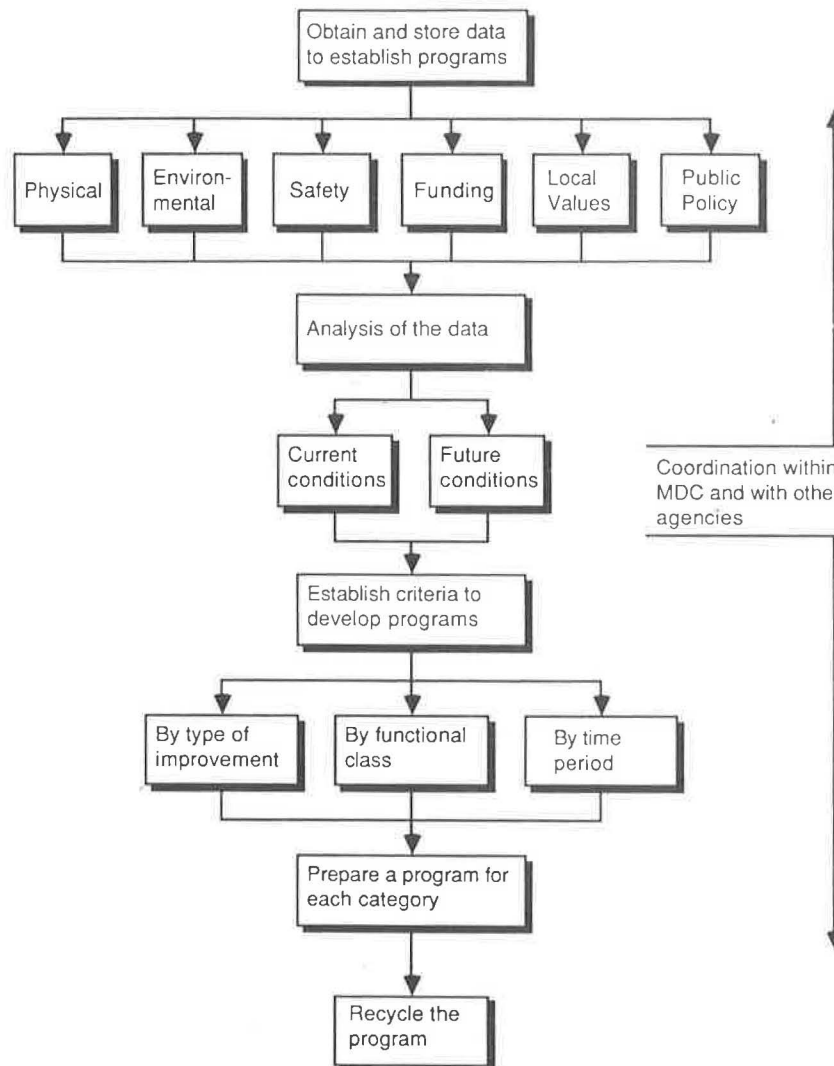 Obtain and store data
to establish programs
Physical
Environ-
mental
Safety
Funding
Local
Values
Public
Policy
Analysis of the data
Current
conditions
Future
conditions
Coordination within
MDC and with othe
agencies
Establish criteria to
develop programs
By type of
improvement
By functional
class
By time
period
Prepare a program for
each category
Recycle the
program